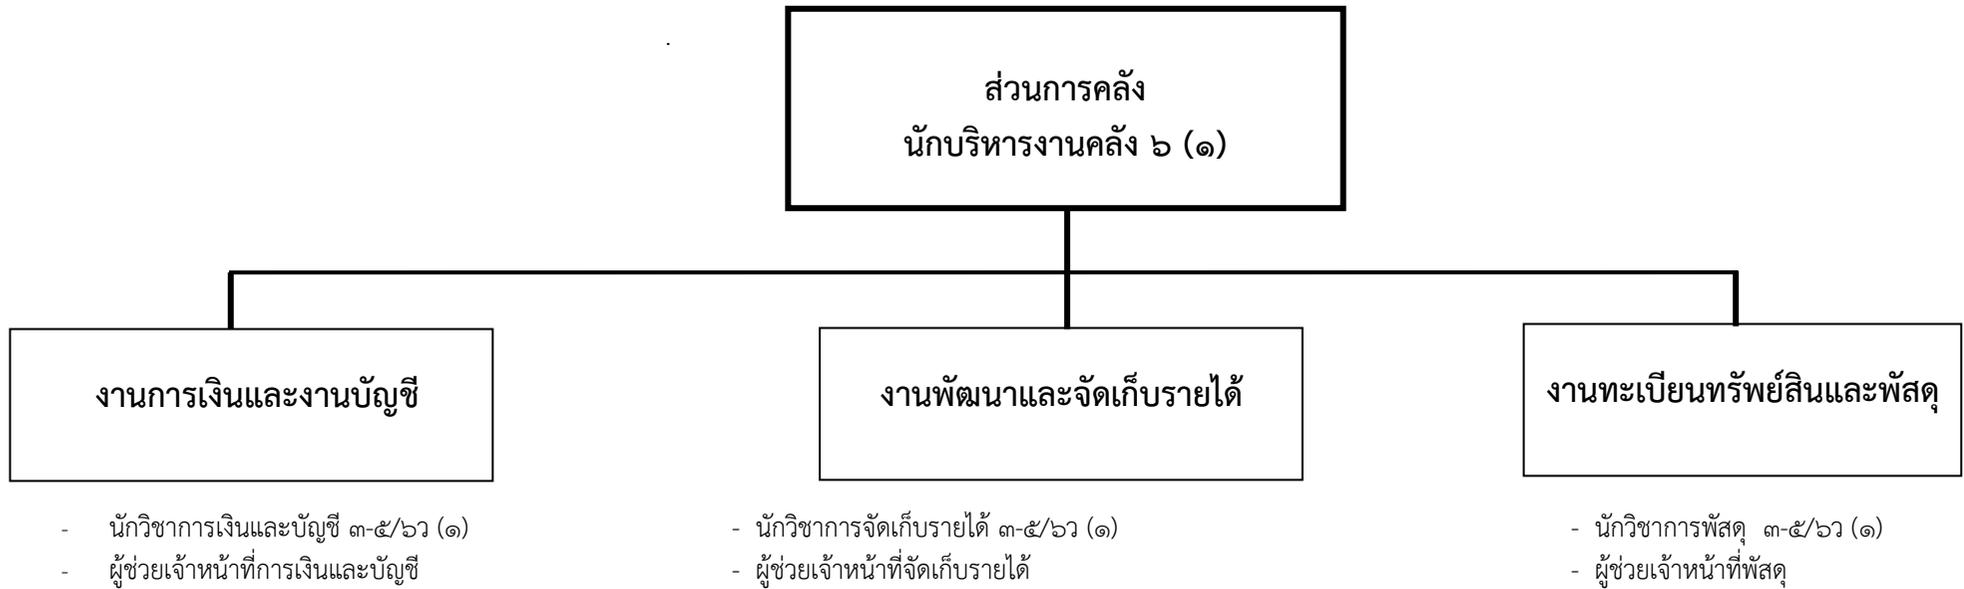 ส่วนการคลัง
นักบริหารงานคลัง ๖ (๑)
งานการเงินและงานบัญชี
- นักวิชาการเงินและบัญชี ๓-๕/๖ว (๑)
- ผู้ช่วยเจ้าหน้าที่การเงินและบัญชี
งานพัฒนาและจัดเก็บรายได้
- นักวิชาการจัดเก็บรายได้ ๓-๕/๖ว (๑)
- ผู้ช่วยเจ้าหน้าที่จัดเก็บรายได้
งานทะเบียนทรัพย์สินและพัสดุ
- นักวิชาการพัสดุ ๓-๕/๖ว (๑)
- ผู้ช่วยเจ้าหน้าที่พัสดุ